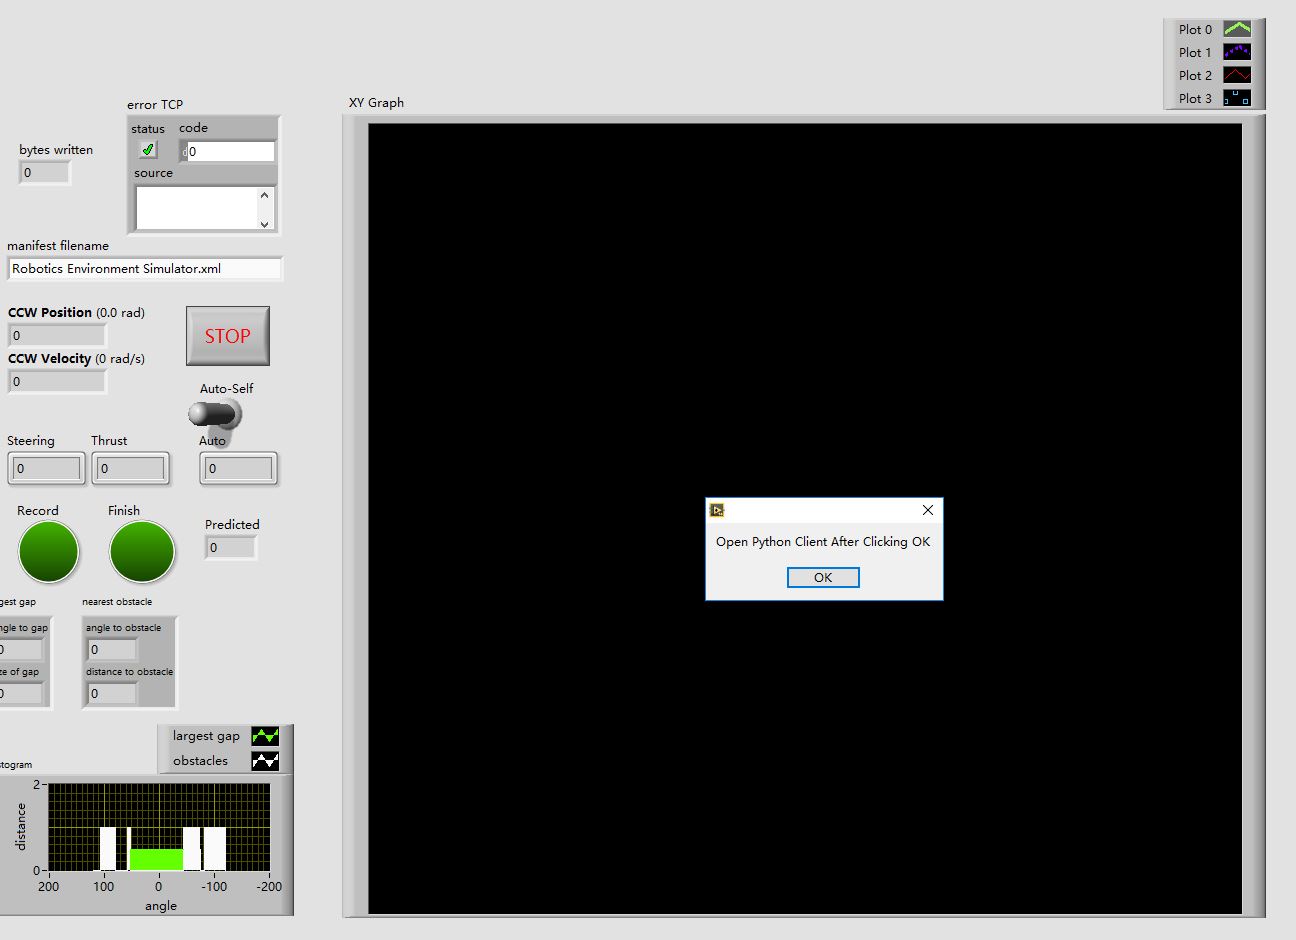 Plot 0
Plot 1
Plot 2
Plot 3
XY Graph
error TCP
status
code
0
source
bytes written
0
manifest filename
Robotics Environment Simulator.xml
CCW Position (0.0 rad)
0
CCW Velocity (0 rad/s)
0
STOP
Auto-Self
Steering
Thrust
Auto
0
0
0
Record
Finish
Predicted
0
Open Python Client After Clicking OK
OK
gest gap
nearest obstacle
ngle to gap
angle to obstacle
0
0
ze of gap
distance to obstacle
0
0
largest gap
obstacles
stogram
2
distance
0
200
100
0
-100
-200
angle